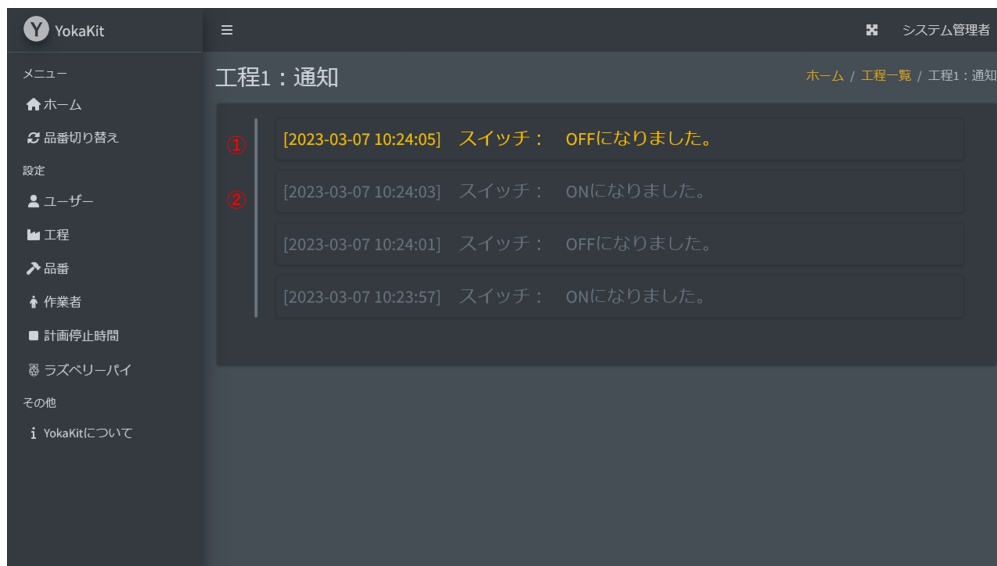 Y YokaKit
システム管理者
メニュー
ホーム
品番切り替え
設定
ユーザー
工程
品番
作業者
計画停止時間
ラズベリーパイ
その他
i YokaKitについて
工程1：通知
ホーム / 工程一覧 / 工程1：通知
① [2023-03-07 10:24:05] スイッチ： OFFになりました。
② [2023-03-07 10:24:03] スイッチ： ONになりました。
[2023-03-07 10:24:01] スイッチ： OFFになりました。
[2023-03-07 10:23:57] スイッチ： ONになりました。